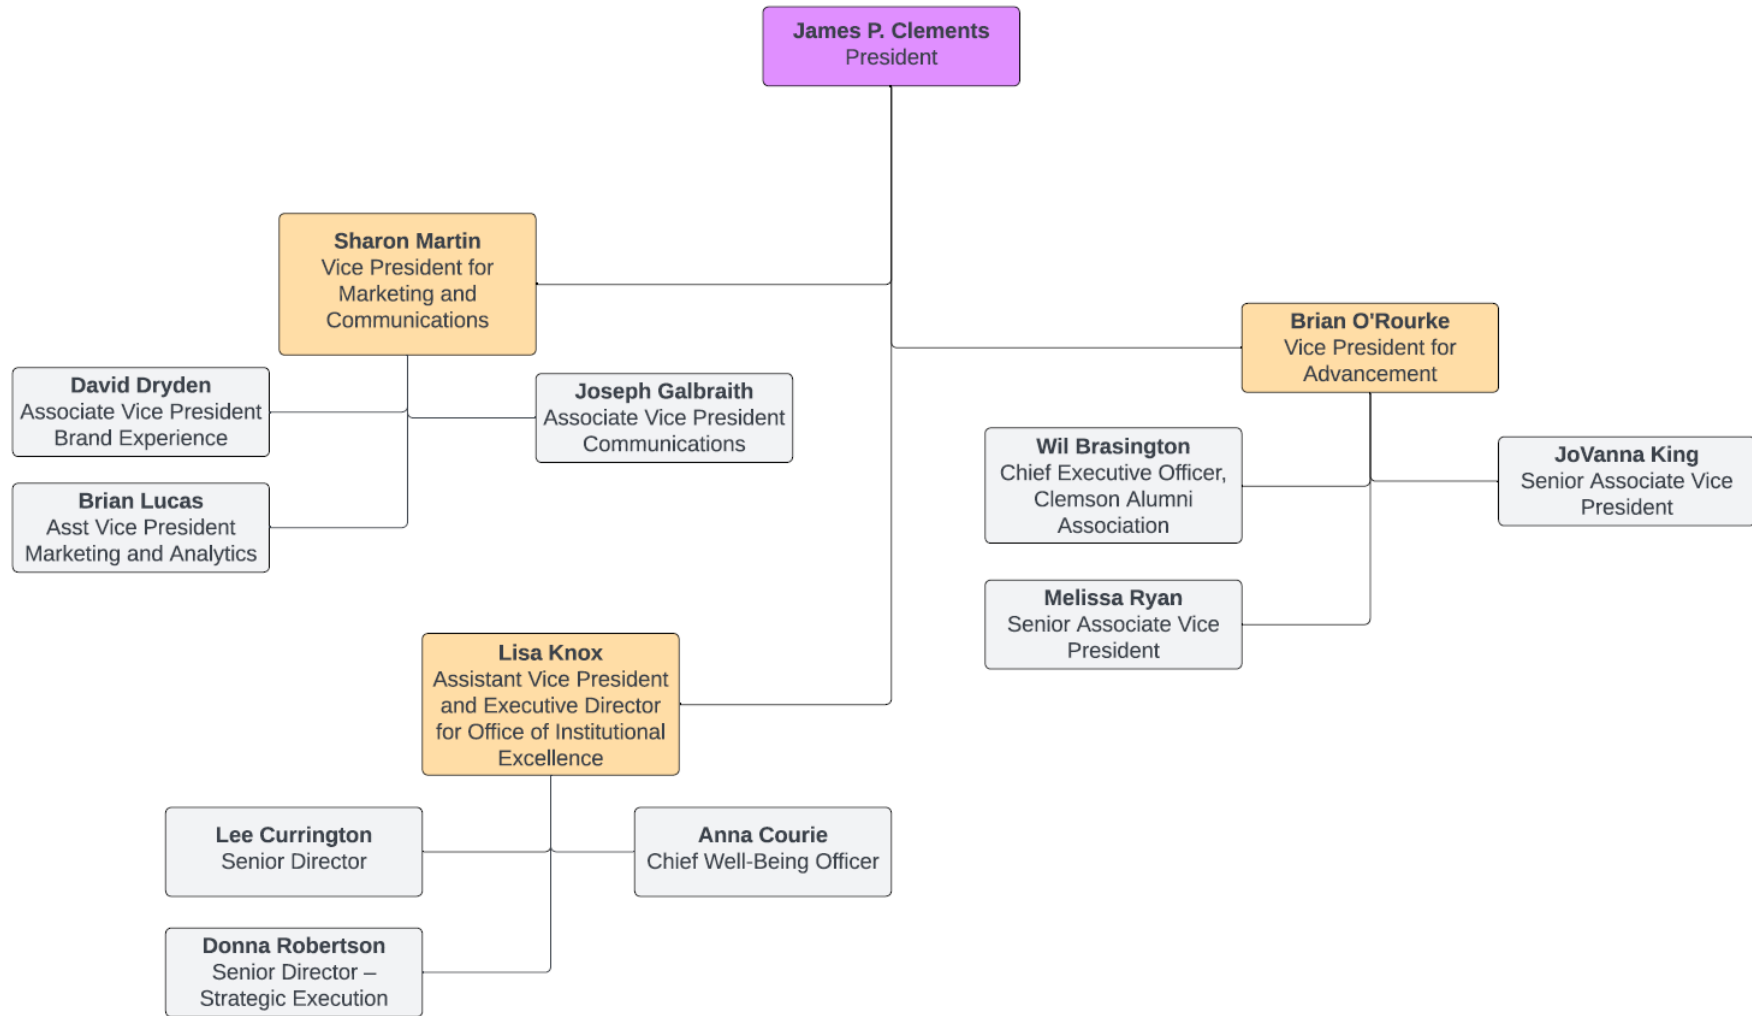 James P. Clements
President
Sharon Martin
Vice President for
Marketing and
Communications
David Dryden
Associate Vice President
Brand Experience
Joseph Galbraith
Associate Vice President
Communications
Brian Lucas
Asst Vice President
Marketing and Analytics
Brian O'Rourke
Vice President for
Advancement
Wil Brasington
Chief Executive Officer,
Clemson Alumni
Association
JoVanna King
Senior Associate Vice
President
Melissa Ryan
Senior Associate Vice
President
Lisa Knox
Assistant Vice President
and Executive Director
for Office of Institutional
Excellence
Lee Currington
Senior Director
Anna Courie
Chief Well-Being Officer
Donna Robertson
Senior Director –
Strategic Execution